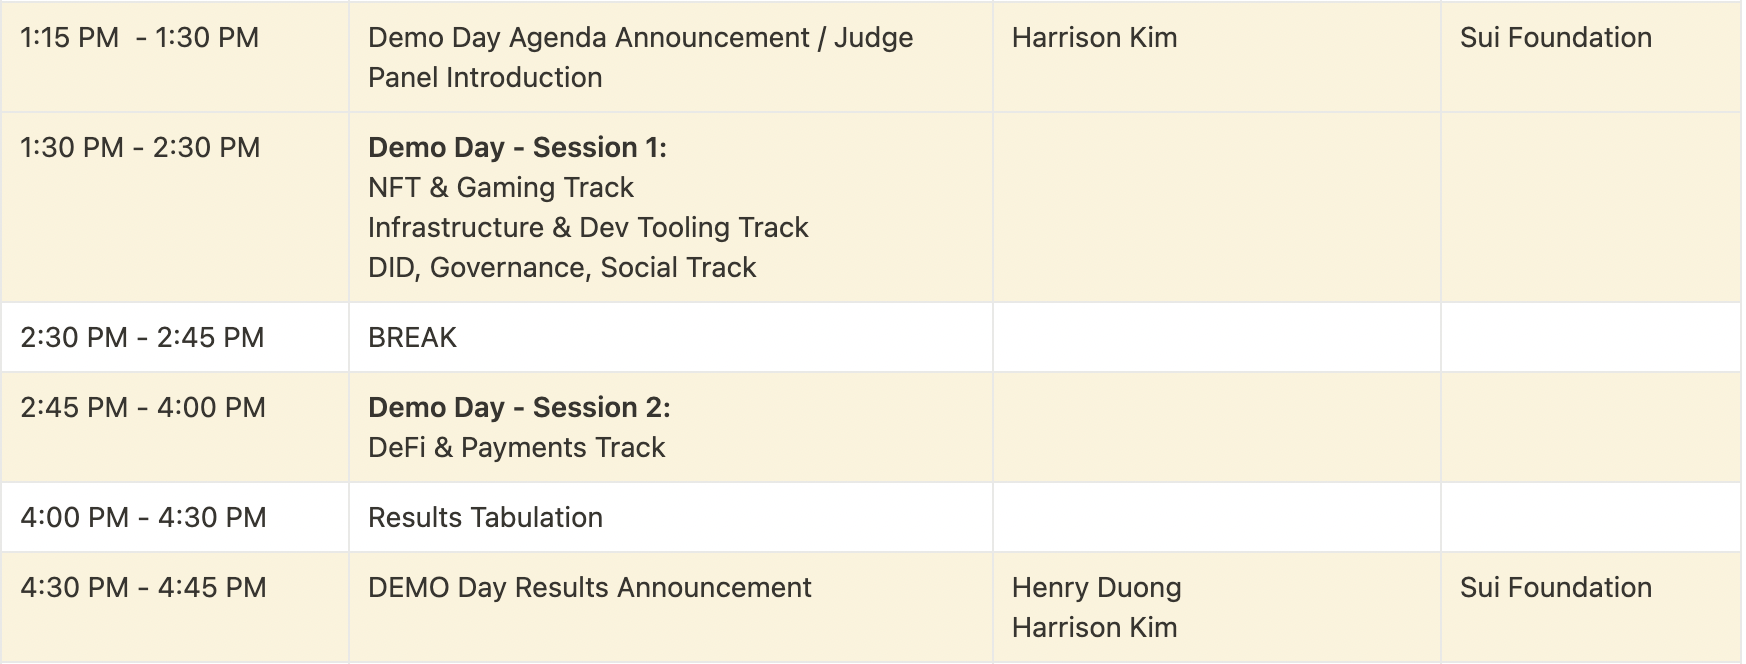 1:15 PM  - 1:30 PM
Demo Day Agenda Announcement / Judge
Panel Introduction
Harrison Kim
Sui Foundation
1:30 PM - 2:30 PM
Demo Day - Session 1:
NFT & Gaming Track
Infrastructure & Dev Tooling Track
DID, Governance, Social Track
2:30 PM - 2:45 PM
BREAK
2:45 PM - 4:00 PM
Demo Day - Session 2:
DeFi & Payments Track
4:00 PM - 4:30 PM
Results Tabulation
4:30 PM - 4:45 PM
DEMO Day Results Announcement
Henry Duong
Harrison Kim
Sui Foundation